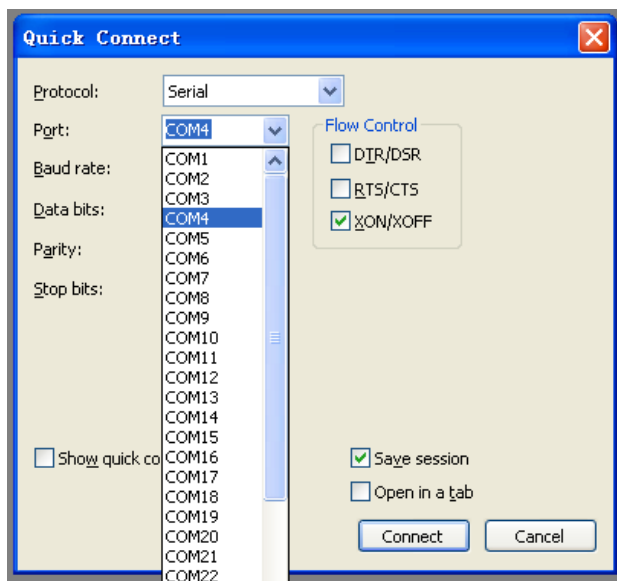 Quick Connect
Protocol:
Serial
Port:
COM4
Flow Control
DTR/DSR
RTS/CTS
XON/XOFF
Baud rate:
Data bits:
Parity:
Stop bits:
COM1
COM2
COM3
COM4
COM5
COM6
COM7
COM8
COM9
COM10
COM11
COM12
COM13
COM14
COM15
COM16
COM17
COM18
COM19
COM20
COM21
COM22
Show quick co
Save session
Open in a tab
Connect
Cancel